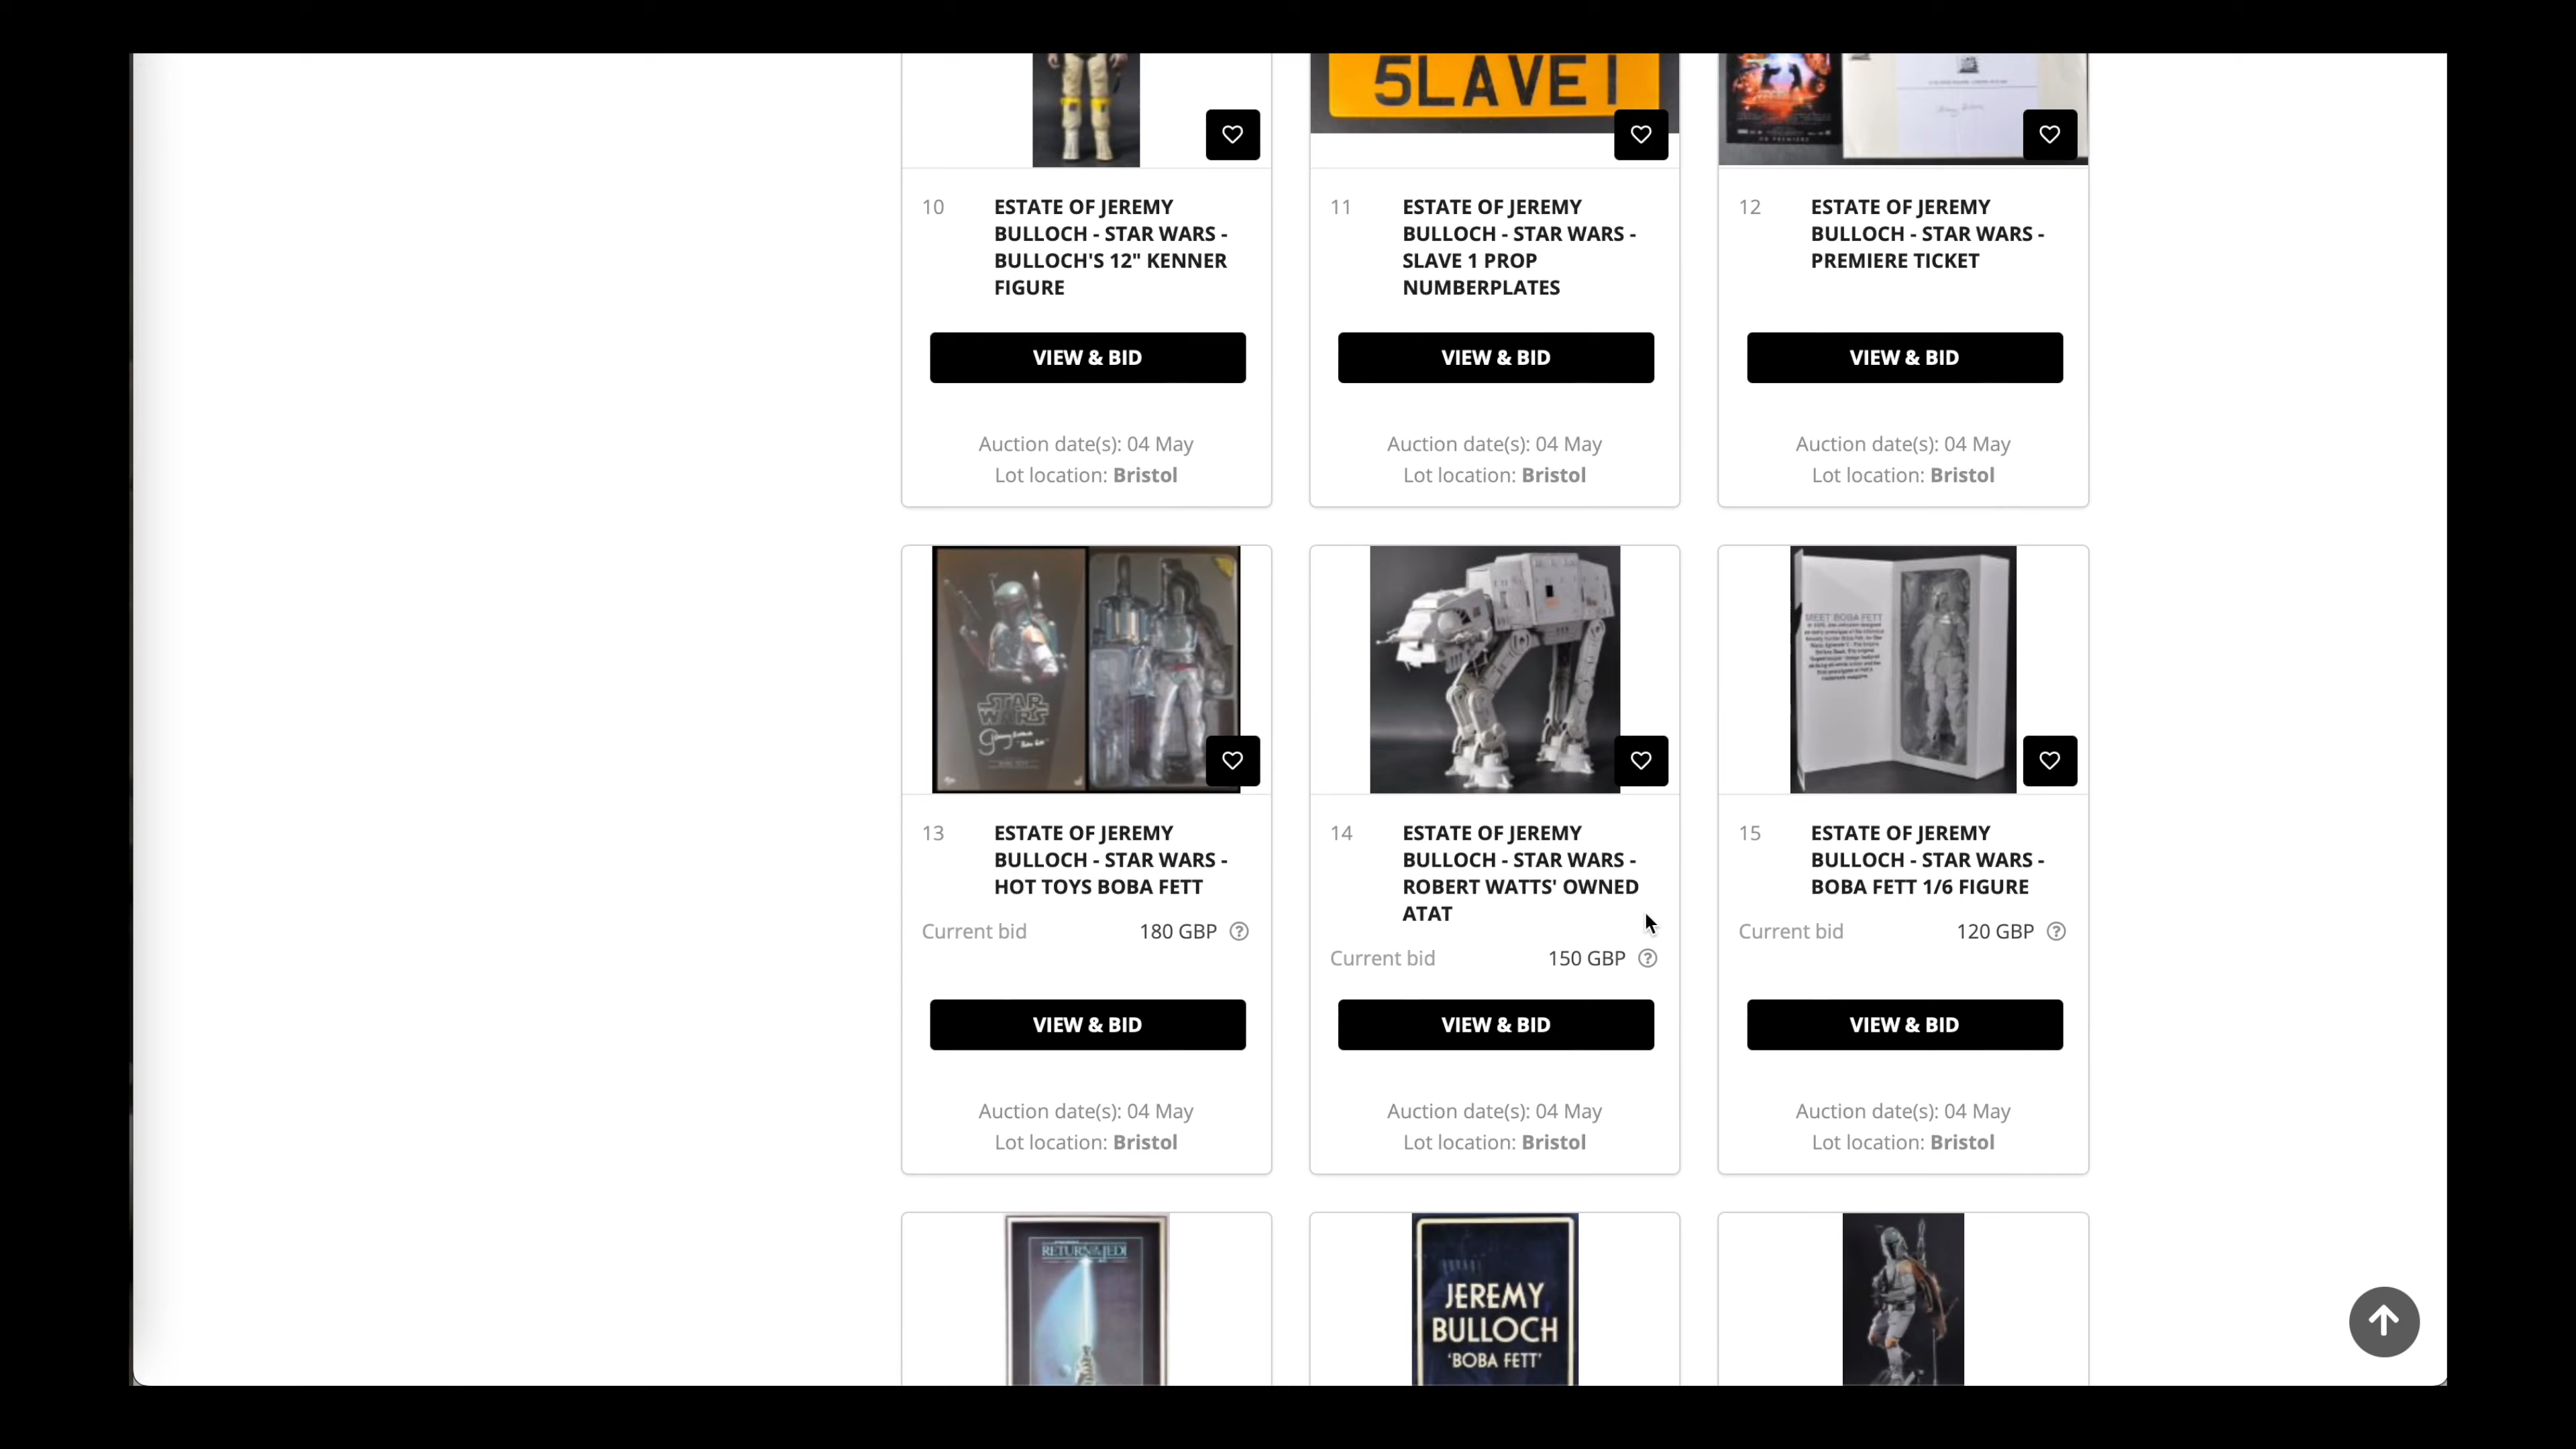 5LAVE 1
10
ESTATE OF JEREMY
BULLOCH - STAR WARS -
BULLOCH'S 12" KENNER
FIGURE
VIEW & BID
Auction date(s): 04 May
Lot location: Bristol
11
ESTATE OF JEREMY
BULLOCH - STAR WARS -
SLAVE 1 PROP
NUMBERPLATES
VIEW & BID
Auction date(s): 04 May
Lot location: Bristol
12
ESTATE OF JEREMY
BULLOCH - STAR WARS -
PREMIERE TICKET
VIEW & BID
Auction date(s): 04 May
Lot location: Bristol
STAR
WARS
13
ESTATE OF JEREMY
BULLOCH - STAR WARS -
HOT TOYS BOBA FETT
Current bid 180 GBP ?
VIEW & BID
Auction date(s): 04 May
Lot location: Bristol
14
ESTATE OF JEREMY
BULLOCH - STAR WARS -
ROBERT WATTS' OWNED
ATAT
Current bid 150 GBP ?
VIEW & BID
Auction date(s): 04 May
Lot location: Bristol
MEET BOBA FETT
15
ESTATE OF JEREMY
BULLOCH - STAR WARS -
BOBA FETT 1/6 FIGURE
Current bid 120 GBP ?
VIEW & BID
Auction date(s): 04 May
Lot location: Bristol
RETURN OF THE JEDI
JEREMY
BULLOCH
'BOBA FETT'